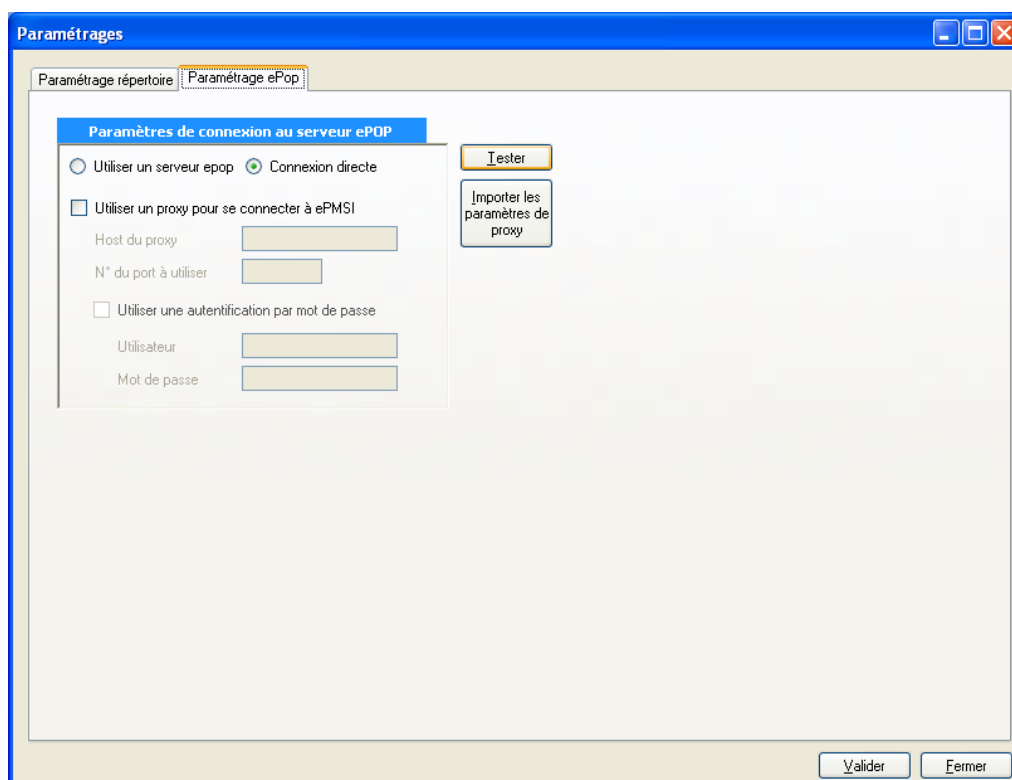 Paramétrages
Paramétrage répertoire Paramétrage ePop
Paramètres de connexion au serveur ePOP
Utiliser un serveur epop Connexion directe
Tester
Utiliser un proxy pour se connecter à ePMSI
Importer les
paramètres de
proxy
Host du proxy
N° du port à utiliser
Utiliser une autentification par mot de passe
Utilisateur
Mot de passe
Valider Fermer